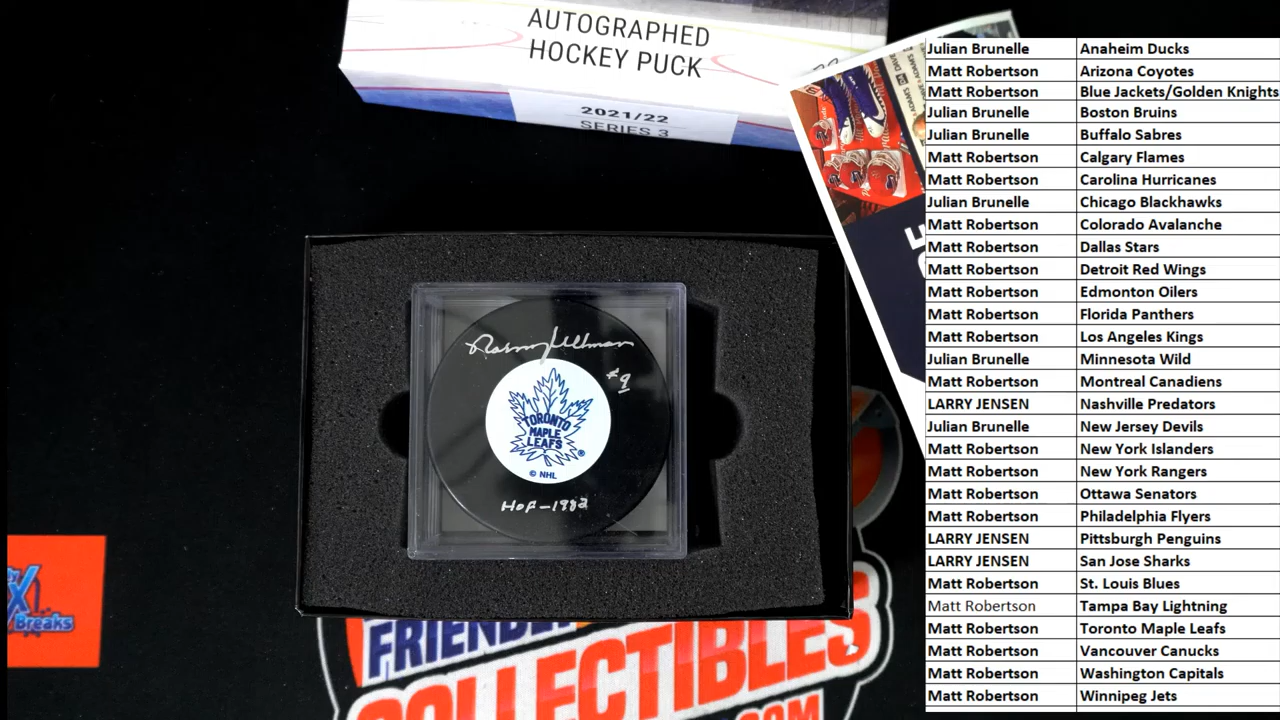 AUTOGRAPHED
HOCKEY PUCK
2021/22
SERIES 3
Norm Ullman
#9
TORONTO
MAPLE
LEAFS
®
© NHL
HOF-1982
Breaks
COLLECTIBLES
.COM
Julian Brunelle Anaheim Ducks
Matt Robertson Arizona Coyotes
Matt Robertson Blue Jackets/Golden Knights
Julian Brunelle Boston Bruins
Julian Brunelle Buffalo Sabres
Matt Robertson Calgary Flames
Matt Robertson Carolina Hurricanes
Julian Brunelle Chicago Blackhawks
Matt Robertson Colorado Avalanche
Matt Robertson Dallas Stars
Matt Robertson Detroit Red Wings
Matt Robertson Edmonton Oilers
Matt Robertson Florida Panthers
Matt Robertson Los Angeles Kings
Julian Brunelle Minnesota Wild
Matt Robertson Montreal Canadiens
LARRY JENSEN Nashville Predators
Julian Brunelle New Jersey Devils
Matt Robertson New York Islanders
Matt Robertson New York Rangers
Matt Robertson Ottawa Senators
Matt Robertson Philadelphia Flyers
LARRY JENSEN Pittsburgh Penguins
LARRY JENSEN San Jose Sharks
Matt Robertson St. Louis Blues
Matt Robertson Tampa Bay Lightning
Matt Robertson Toronto Maple Leafs
Matt Robertson Vancouver Canucks
Matt Robertson Washington Capitals
Matt Robertson Winnipeg Jets